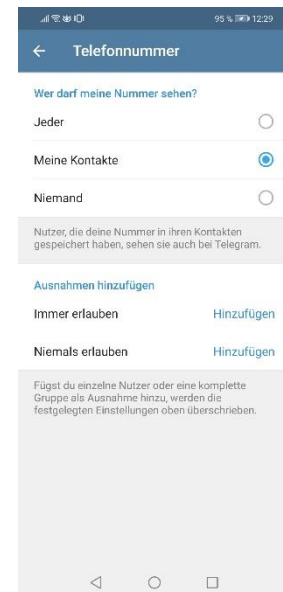 95 % 12:29
Telefonnummer
Wer darf meine Nummer sehen?
Jeder
Meine Kontakte
Niemand
Nutzer, die deine Nummer in ihren Kontakten
gespeichert haben, sehen sie auch bei Telegram.
Ausnahmen hinzufügen
Immer erlauben Hinzufügen
Niemals erlauben Hinzufügen
Fügst du einzelne Nutzer oder eine komplette
Gruppe als Ausnahme hinzu, werden die
festgelegten Einstellungen oben überschrieben.